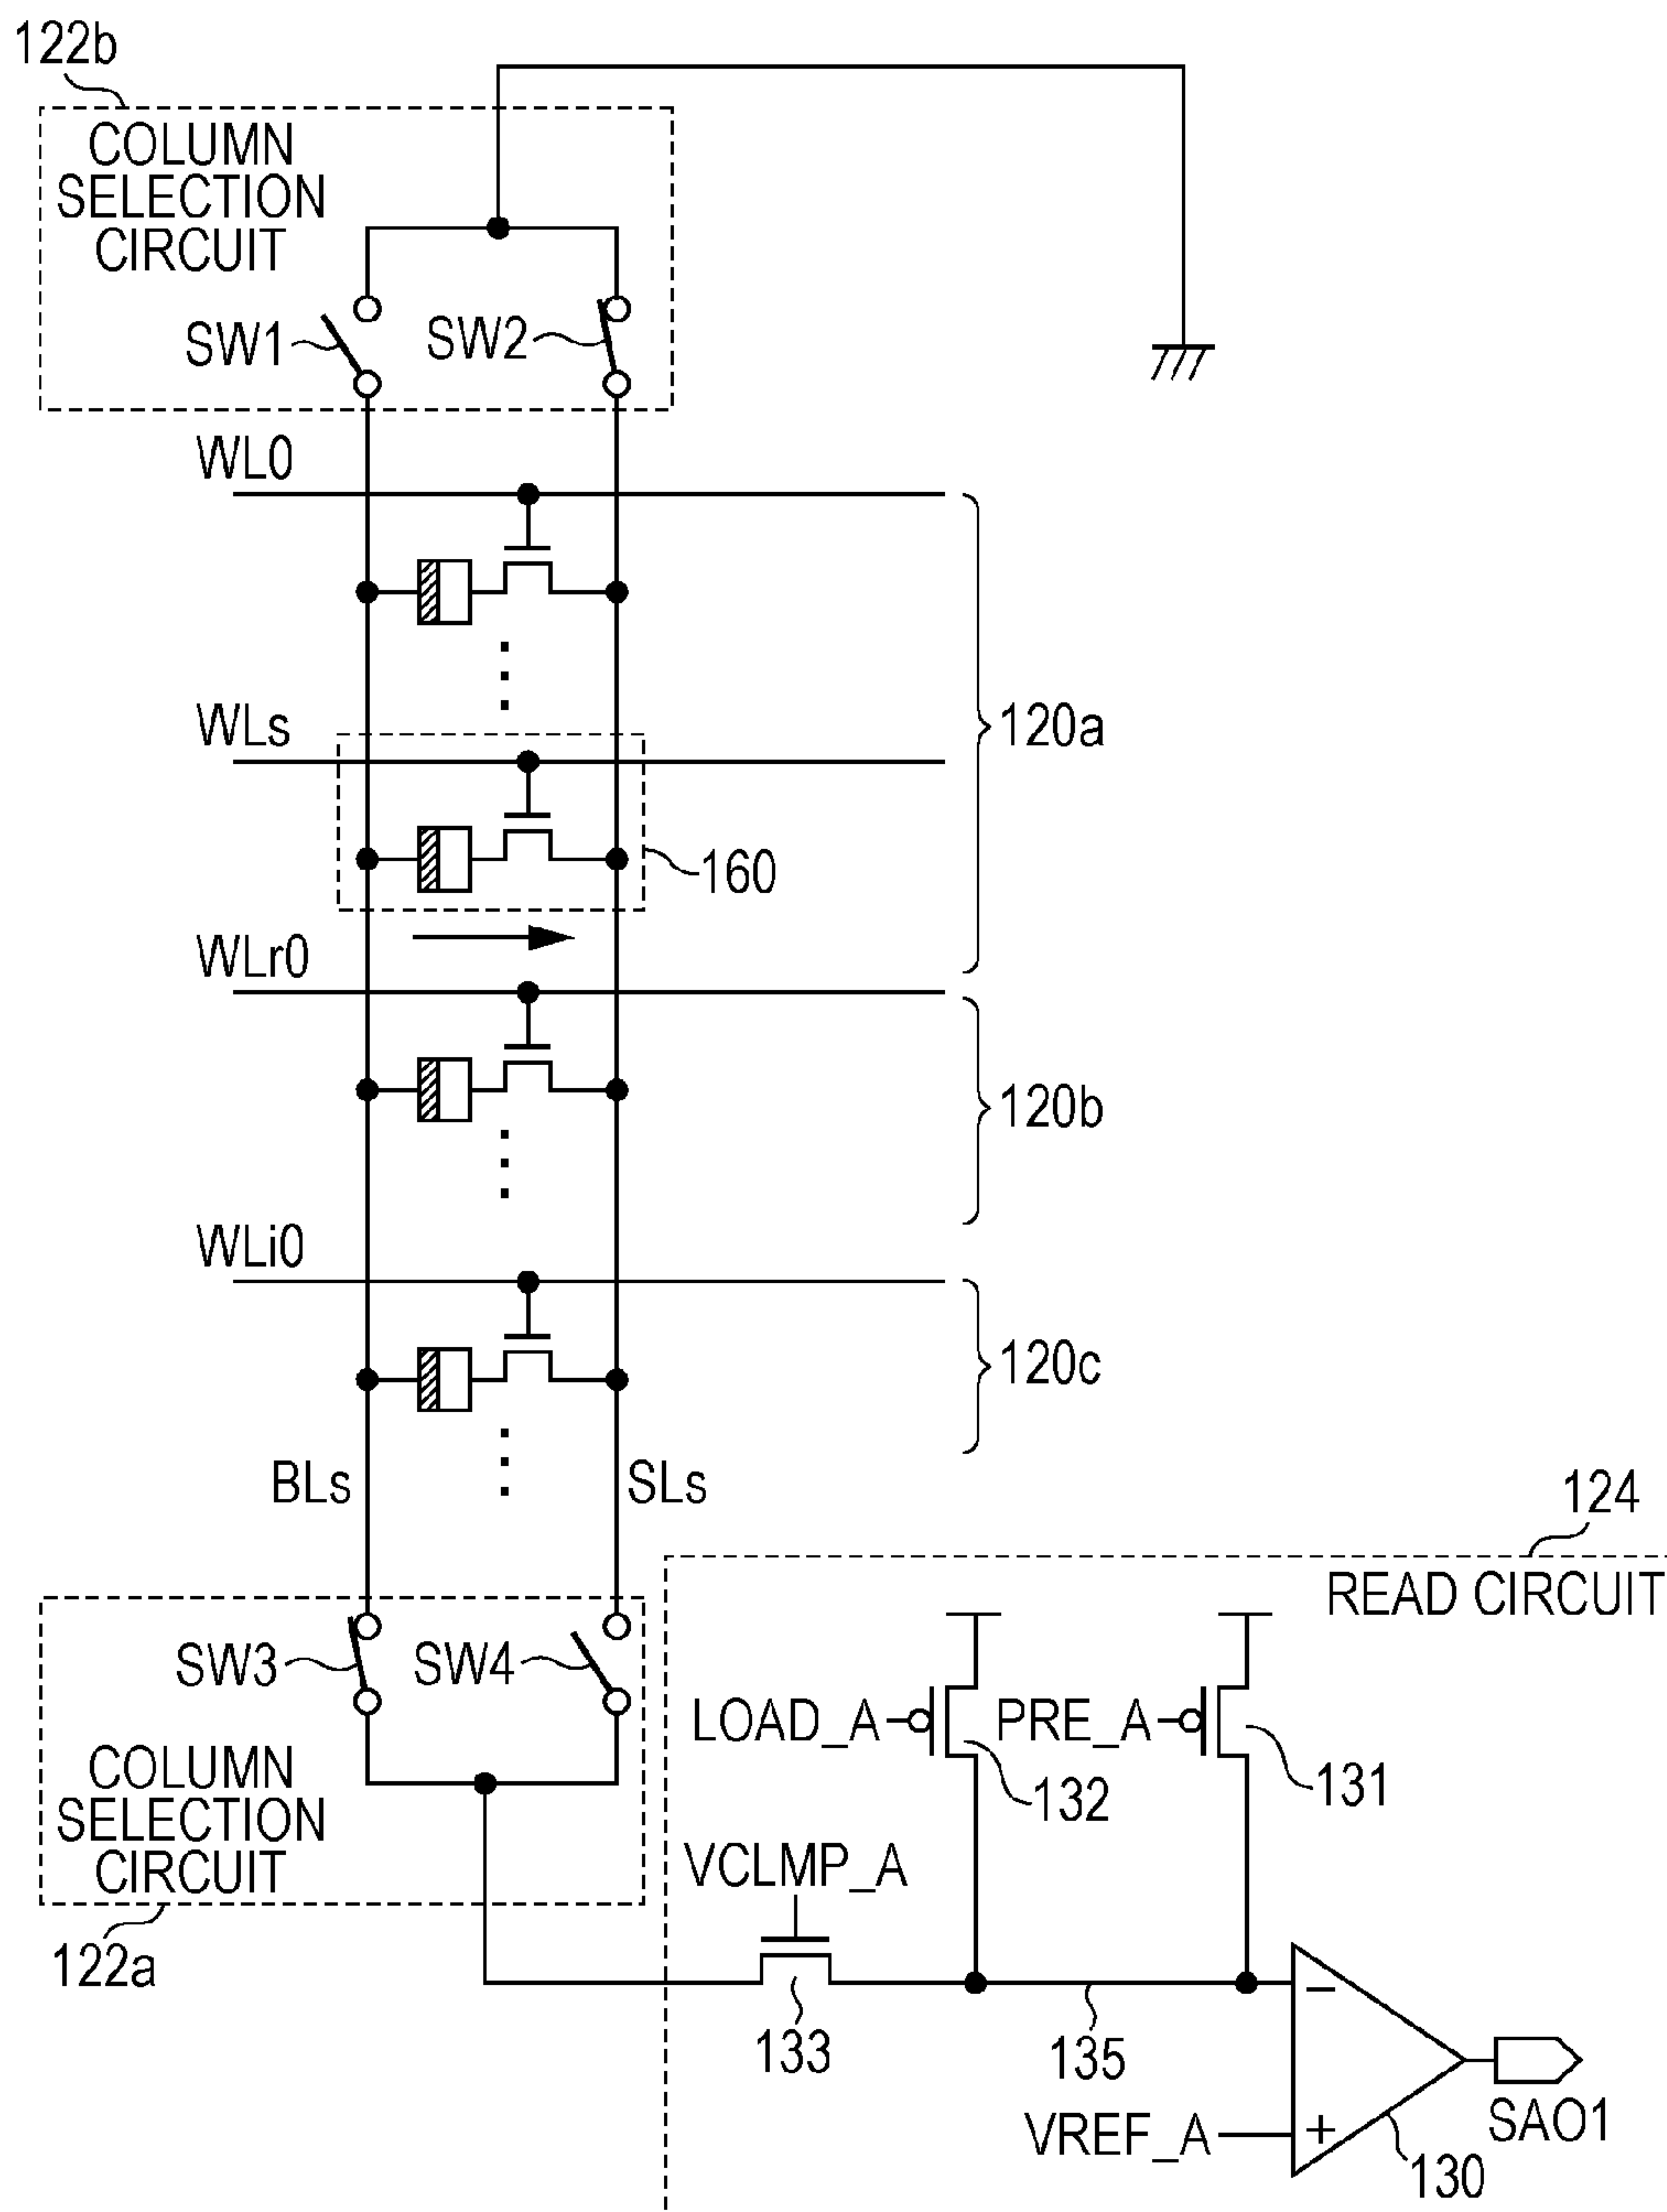 122b
COLUMN
SELECTION
CIRCUIT
SW1
SW2
WL0
WLs
120a
160
WLr0
120b
WLi0
120c
BLs
SLs
124
READ CIRCUIT
SW3
SW4
LOAD_A
PRE_A
132
131
COLUMN
SELECTION
CIRCUIT
VCLMP_A
122a
133
135
−
+
VREF_A
SAO1
130